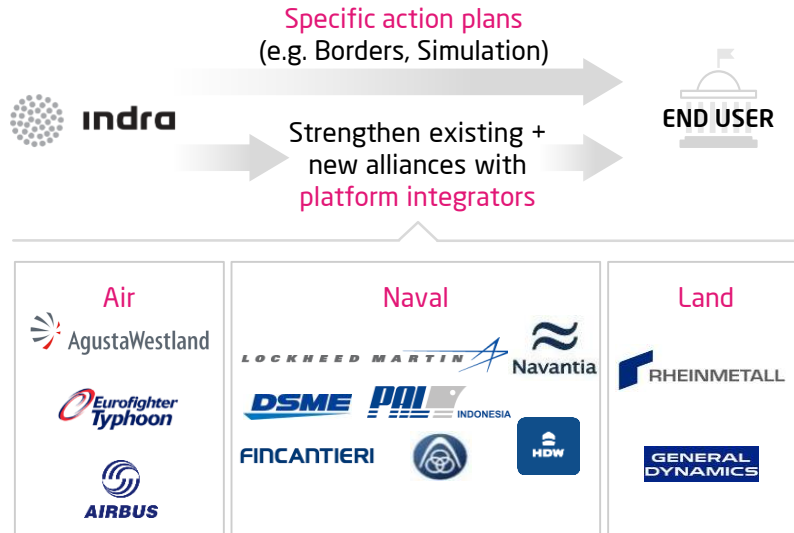 Specific action plans
(e.g. Borders, Simulation)
indra
END USER
Strengthen existing +
new alliances with
platform integrators
Air
AgustaWestland
Eurofighter
Typhoon
AIRBUS
Naval
LOCKHEED MARTIN
Navantia
DSME
PAL INDONESIA
FINCANTIERI
HDW
Land
RHEINMETALL
GENERAL
DYNAMICS